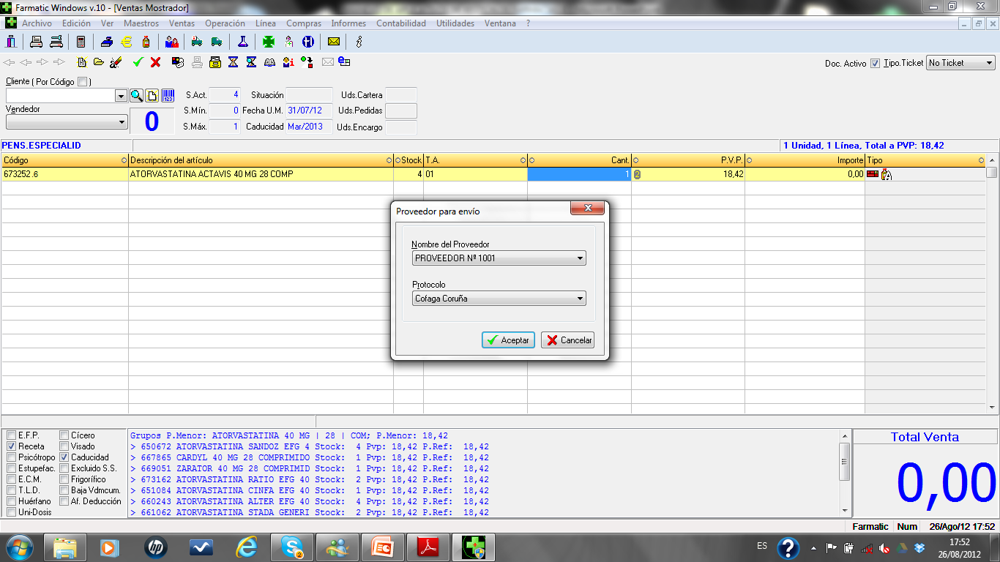 Farmatic Windows v.10 - [Ventas Mostrador]
Archivo Edición Ver Maestros Ventas Operación Línea Compras Informes Contabilidad Utilidades Ventana ?
Doc. Activo Tipo.Ticket No Ticket
Cliente ( Por Código )
Vendedor
0
S.Act. 4 Situación Uds.Cartera
S.Mín. 0 Fecha U.M. 31/07/12 Uds.Pedidas
S.Máx. 1 Caducidad Mar/2013 Uds.Encargo
PENS.ESPECIALID 1 Unidad, 1 Línea, Total a PVP: 18,42
Código Descripción del artículo Stock T.A. Cant. P.V.P. Importe Tipo
673252.6 ATORVASTATINA ACTAVIS 40 MG 28 COMP 4 01 1 2 18,42 0,00
Proveedor para envío
Nombre del Proveedor
PROVEEDOR Nº 1001
Protocolo
Cofaga Coruña
Aceptar Cancelar
E.F.P. Cícero
Receta Visado
Psicótropo Caducidad
Estupefac. Excluido S.S.
E.C.M. Frigorífico
T.L.D. Baja Vdmcum.
Huérfano Af. Deducción
Uni-Dosis
Grupos P.Menor: ATORVASTATINA 40 MG | 28 | COM; P.Menor: 18,42
> 650672 ATORVASTATINA SANDOZ EFG 4 Stock: 4 Pvp: 18,42 P.Ref: 18,42
> 667865 CARDYL 40 MG 28 COMPRIMIDO Stock: 1 Pvp: 18,42 P.Ref: 18,42
> 669051 ZARATOR 40 MG 28 COMPRIMID Stock: 1 Pvp: 18,42 P.Ref: 18,42
> 673162 ATORVASTATINA RATIO EFG 40 Stock: 2 Pvp: 18,42 P.Ref: 18,42
> 651084 ATORVASTATINA CINFA EFG 40 Stock: 1 Pvp: 18,42 P.Ref: 18,42
> 660243 ATORVASTATINA ALTER EFG 40 Stock: 4 Pvp: 18,42 P.Ref: 18,42
> 661062 ATORVASTATINA STADA GENERI Stock: 2 Pvp: 18,42 P.Ref: 18,42
Total Venta
0,00
Farmatic Num 26/Ago/12 17:52
ES
17:52
26/08/2012